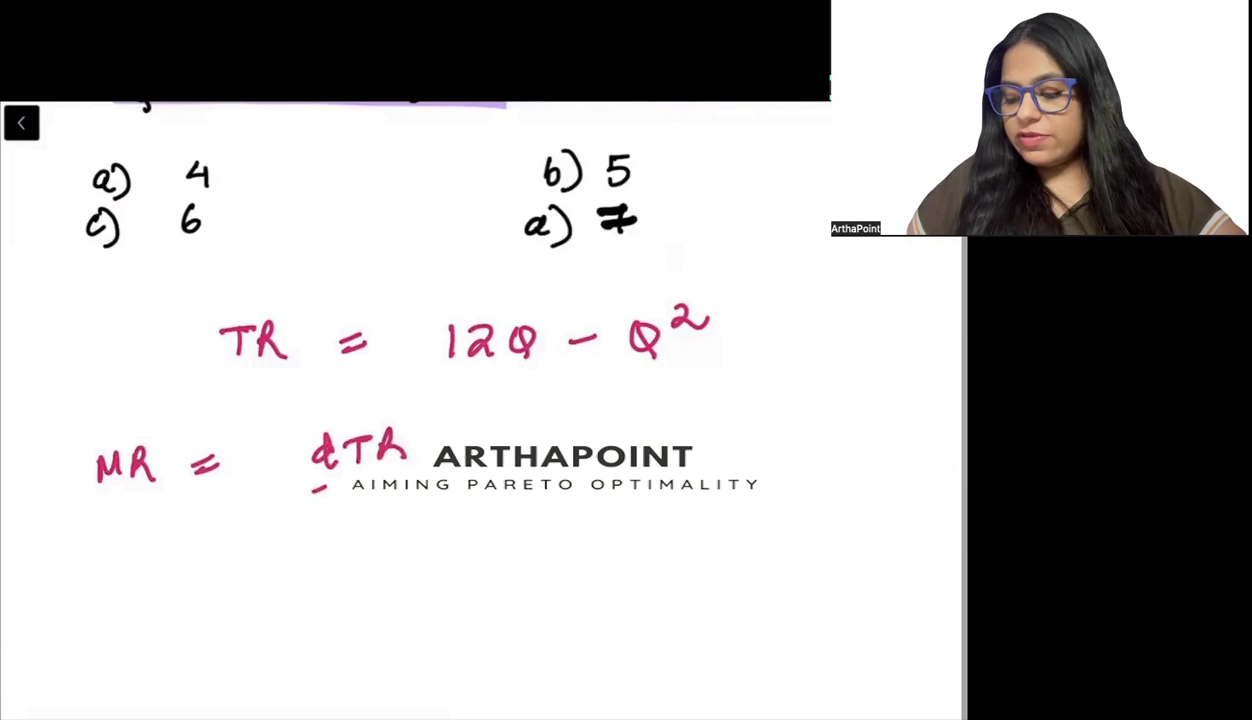 a) 4 b) 5
c) 6 d) 7
TR = 12Q - Q²
MR = dTR
ARTHAPOINT
AIMING PARETO OPTIMALITY
ArthaPoint